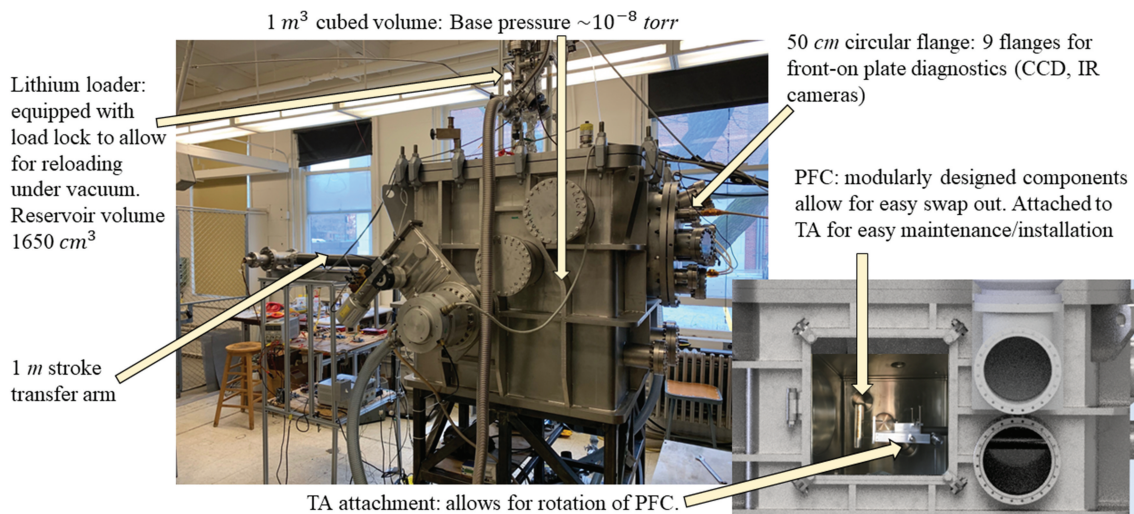 1 m³ cubed volume: Base pressure ~10⁻⁸ torr
Lithium loader:
equipped with
load lock to allow
for reloading
under vacuum.
Reservoir volume
1650 cm³
1 m stroke
transfer arm
50 cm circular flange: 9 flanges for
front-on plate diagnostics (CCD, IR
cameras)
PFC: modularly designed components
allow for easy swap out. Attached to
TA for easy maintenance/installation
TA attachment: allows for rotation of PFC.